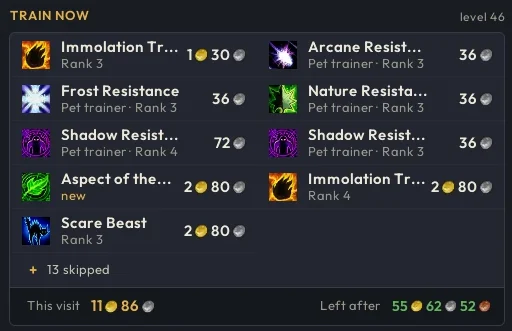 TRAIN NOW
level 46
Immolation Tr...
1 30
Rank 3
Arcane Resist...
36
Pet trainer · Rank 3
Frost Resistance
36
Pet trainer · Rank 3
Nature Resista...
36
Pet trainer · Rank 3
Shadow Resist...
72
Pet trainer · Rank 4
Shadow Resist...
36
Pet trainer · Rank 3
Aspect of the...
2 80
new
Immolation Tr...
2 80
Rank 4
Scare Beast
2 80
Rank 3
+ 13 skipped
This visit 11 86
Left after 55 62 52